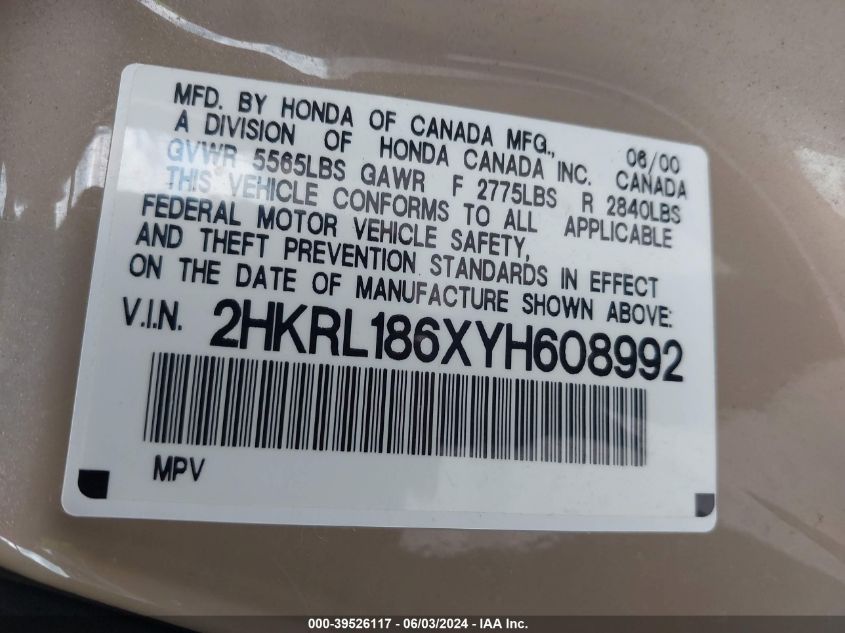 MFD. BY HONDA OF CANADA MFG., 06/00
A DIVISION OF HONDA CANADA INC. CANADA
GVWR 5565LBS GAWR F 2775LBS R 2840LBS
THIS VEHICLE CONFORMS TO ALL APPLICABLE
FEDERAL MOTOR VEHICLE SAFETY,
AND THEFT PREVENTION STANDARDS IN EFFECT
ON THE DATE OF MANUFACTURE SHOWN ABOVE:
V.I.N. 2HKRL186XYH608992
MPV
000-39526117 - 06/03/2024 - IAA Inc.